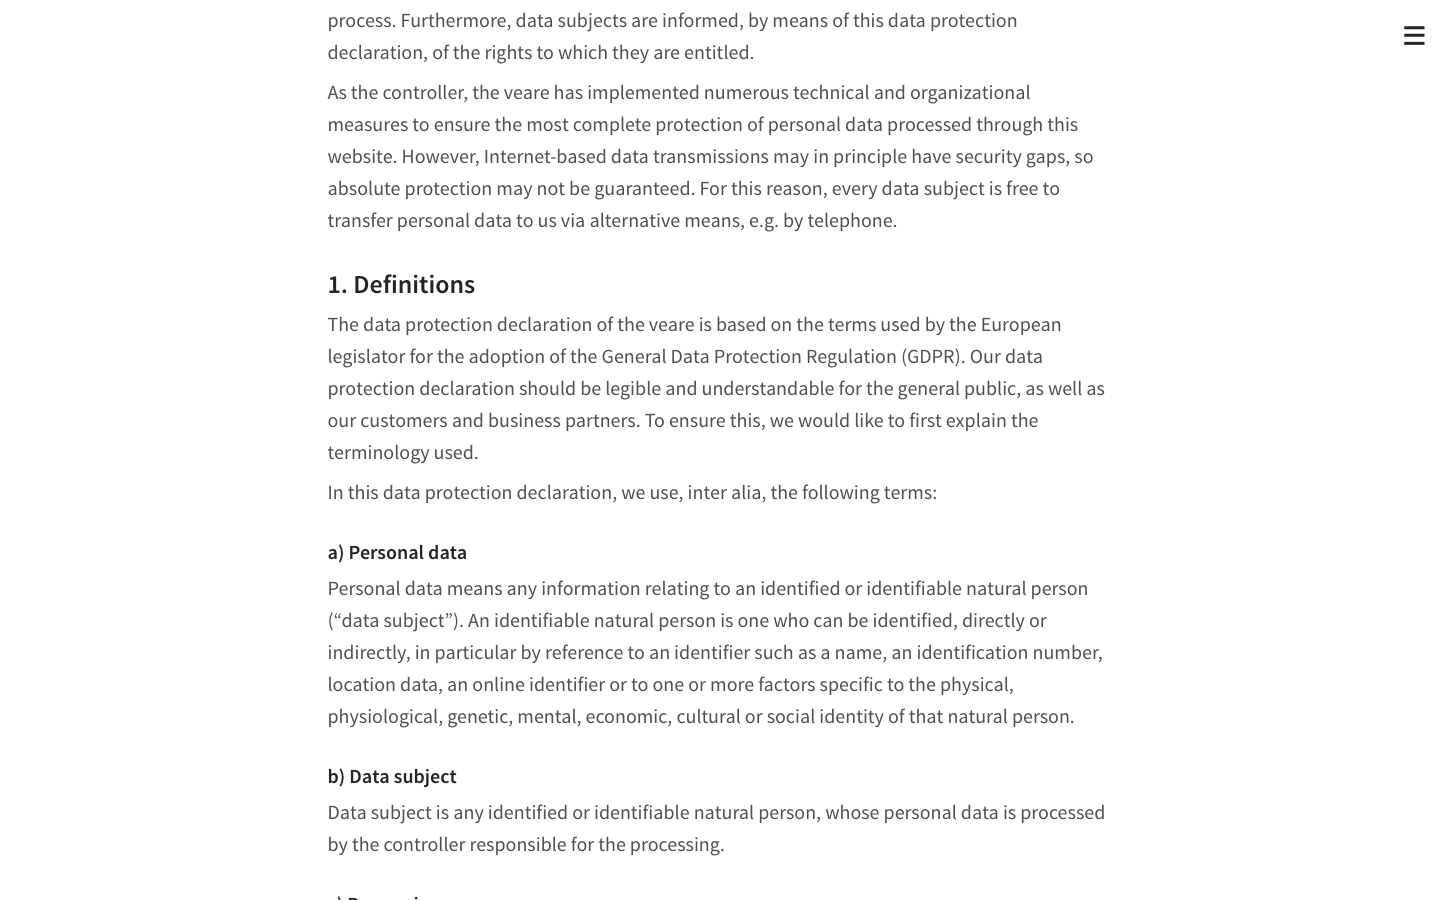 process. Furthermore, data subjects are informed, by means of this data protection
declaration, of the rights to which they are entitled.
As the controller, the veare has implemented numerous technical and organizational
measures to ensure the most complete protection of personal data processed through this
website. However, Internet-based data transmissions may in principle have security gaps, so
absolute protection may not be guaranteed. For this reason, every data subject is free to
transfer personal data to us via alternative means, e.g. by telephone.
1. Definitions
The data protection declaration of the veare is based on the terms used by the European
legislator for the adoption of the General Data Protection Regulation (GDPR). Our data
protection declaration should be legible and understandable for the general public, as well as
our customers and business partners. To ensure this, we would like to first explain the
terminology used.
In this data protection declaration, we use, inter alia, the following terms:
a) Personal data
Personal data means any information relating to an identified or identifiable natural person
(“data subject”). An identifiable natural person is one who can be identified, directly or
indirectly, in particular by reference to an identifier such as a name, an identification number,
location data, an online identifier or to one or more factors specific to the physical,
physiological, genetic, mental, economic, cultural or social identity of that natural person.
b) Data subject
Data subject is any identified or identifiable natural person, whose personal data is processed
by the controller responsible for the processing.